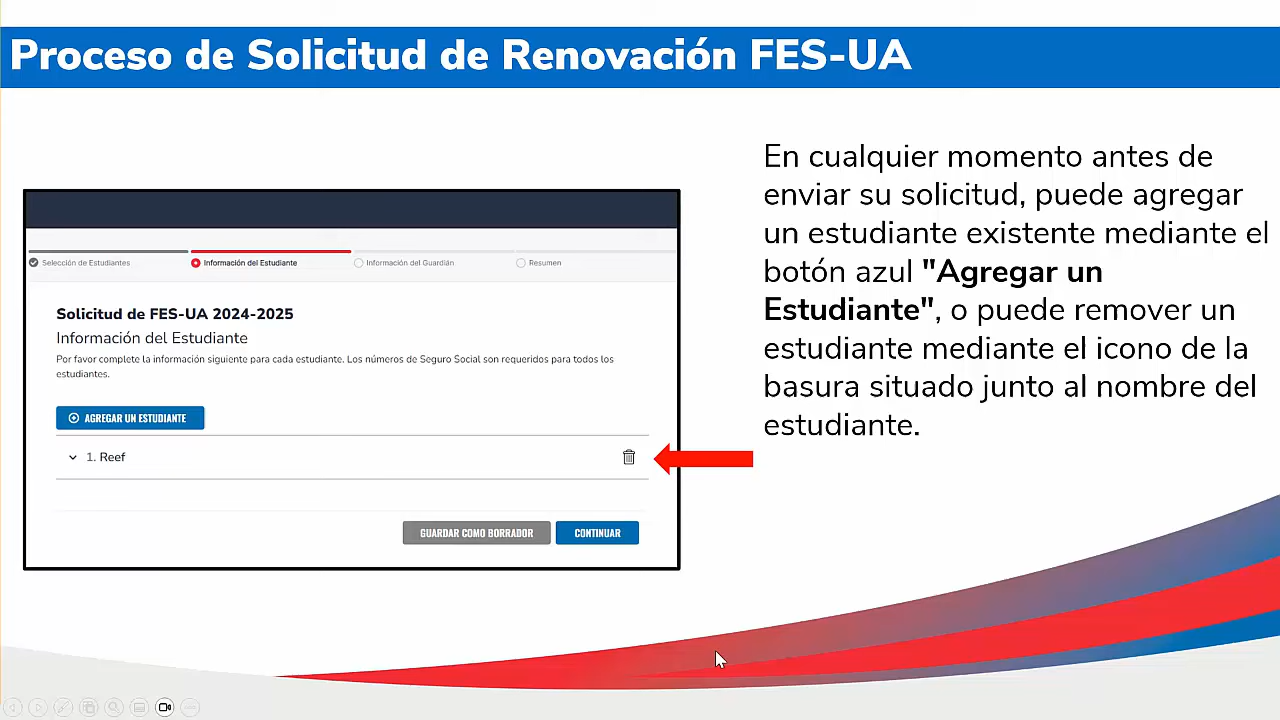 Proceso de Solicitud de Renovación FES-UA
En cualquier momento antes de
enviar su solicitud, puede agregar
un estudiante existente mediante el
botón azul "Agregar un
Estudiante", o puede remover un
estudiante mediante el icono de la
basura situado junto al nombre del
estudiante.
Selección de Estudiantes
Información del Estudiante
Información del Guardián
Resumen
Solicitud de FES-UA 2024-2025
Información del Estudiante
Por favor complete la información siguiente para cada estudiante. Los números de Seguro Social son requeridos para todos los
estudiantes.
AGREGAR UN ESTUDIANTE
1. Reef
GUARDAR COMO BORRADOR
CONTINUAR